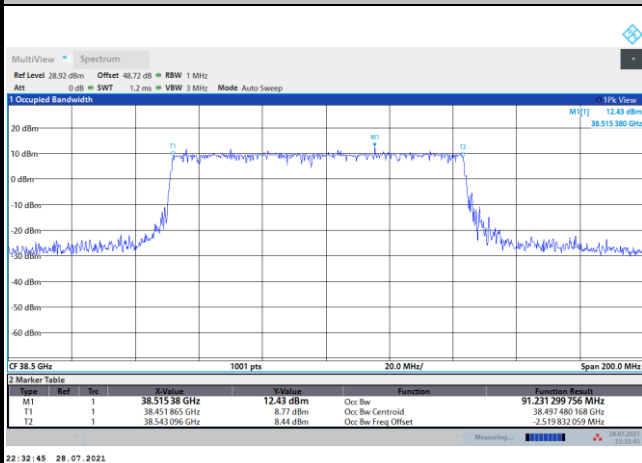 MultiView Spectrum
Ref Level 28.92 dBm Offset 48.72 dB RBW 1 MHz
Att 0 dB SWT 1.2 ms VBW 3 MHz Mode Auto Sweep
1 Occupied Bandwidth 1Pk View
M1[1] 12.43 dBm
38.515 380 GHz
20 dBm
M1
T1 T2
10 dBm
0 dBm
-10 dBm
-20 dBm
-30 dBm
-40 dBm
-50 dBm
-60 dBm
CF 38.5 GHz 1001 pts 20.0 MHz/ Span 200.0 MHz
2 Marker Table
Type Ref Trc X-Value Y-Value Function Function Result
M1 1 38.515 38 GHz 12.43 dBm Occ Bw 91.231 299 756 MHz
T1 1 38.451 865 GHz 8.77 dBm Occ Bw Centroid 38.497 480 168 GHz
T2 1 38.543 096 GHz 8.44 dBm Occ Bw Freq Offset -2.519 832 059 MHz
Measuring... 28.07.2021
22:32:45
22:32:45 28.07.2021